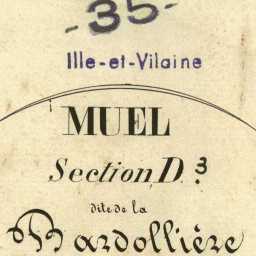 -35-
Ille-et-Vilaine
MUEL
Section D. 3
dite de la
Bardollière